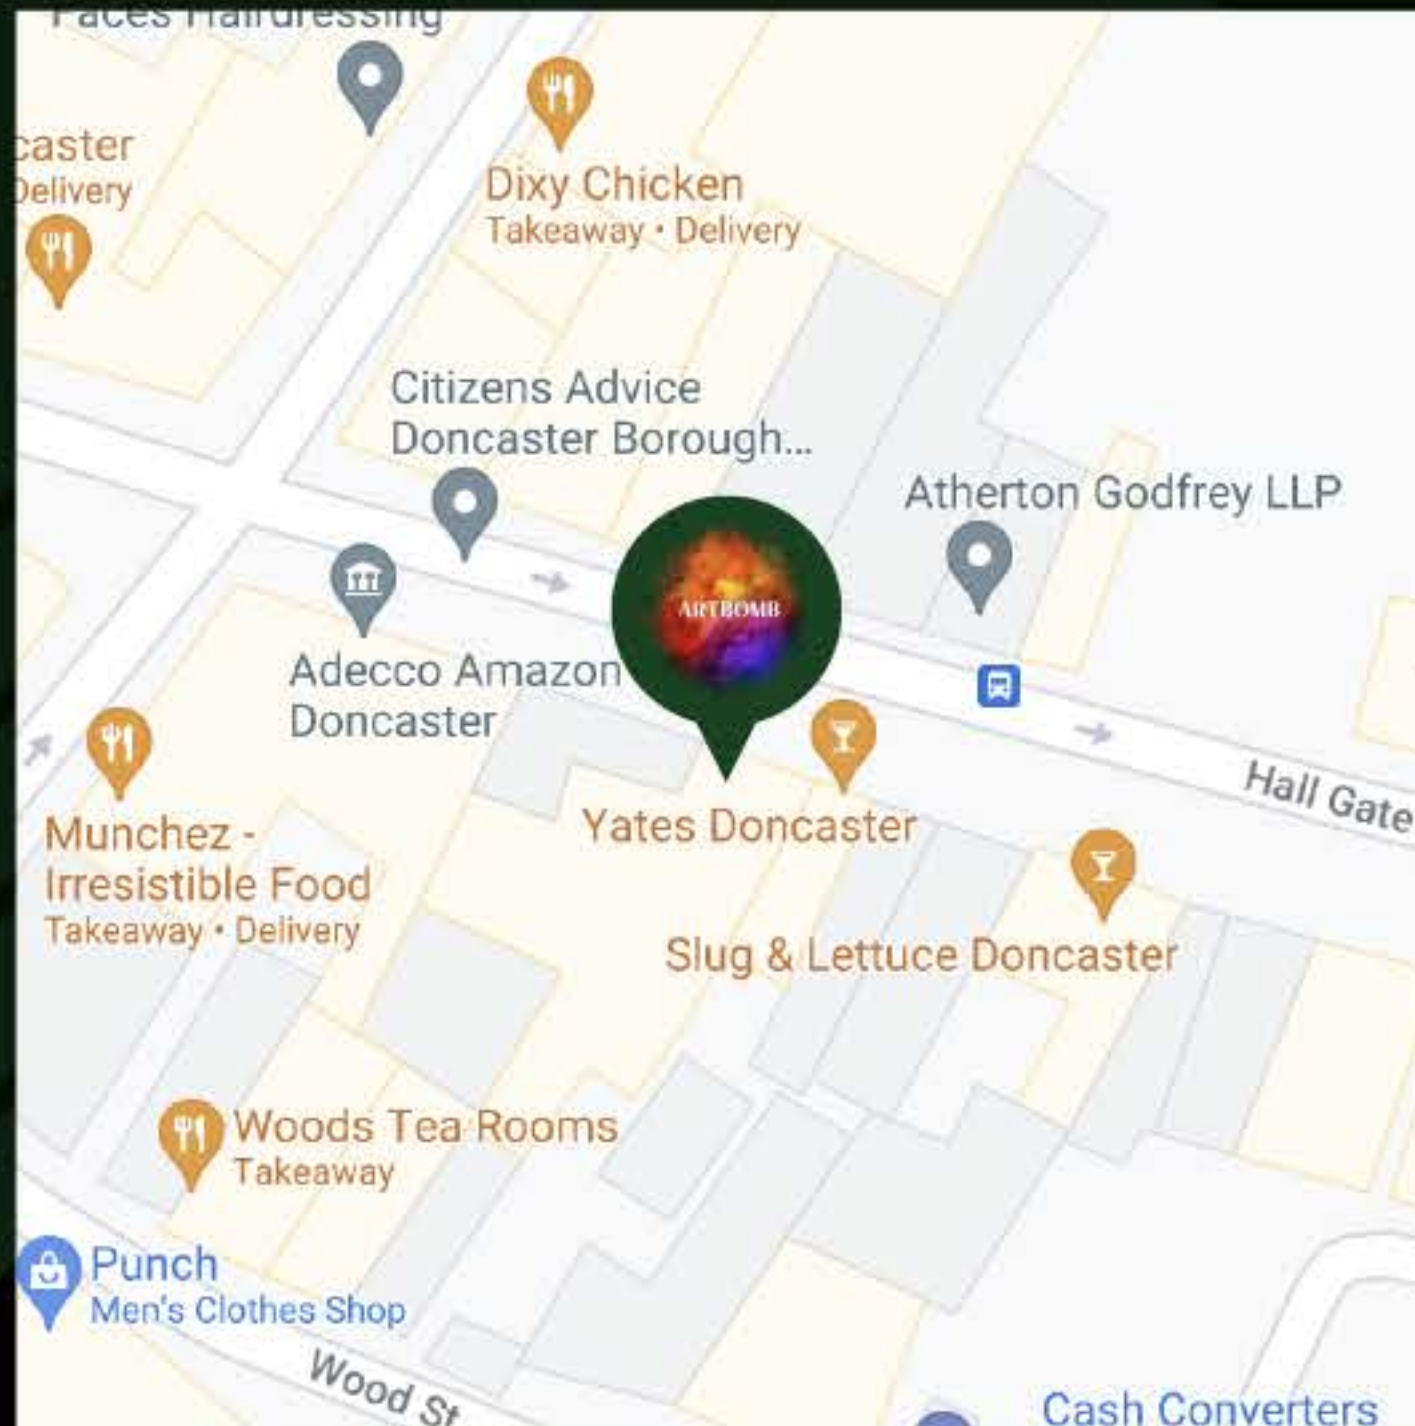 Faces Hairdressing
caster
Delivery
Dixy Chicken
Takeaway • Delivery
Citizens Advice
Doncaster Borough...
Atherton Godfrey LLP
ARTBOMB
Adecco Amazon
Doncaster
Hall Gate
Munchez -
Irresistible Food
Takeaway • Delivery
Yates Doncaster
Slug & Lettuce Doncaster
Woods Tea Rooms
Takeaway
Punch
Men's Clothes Shop
Wood St
Cash Converters